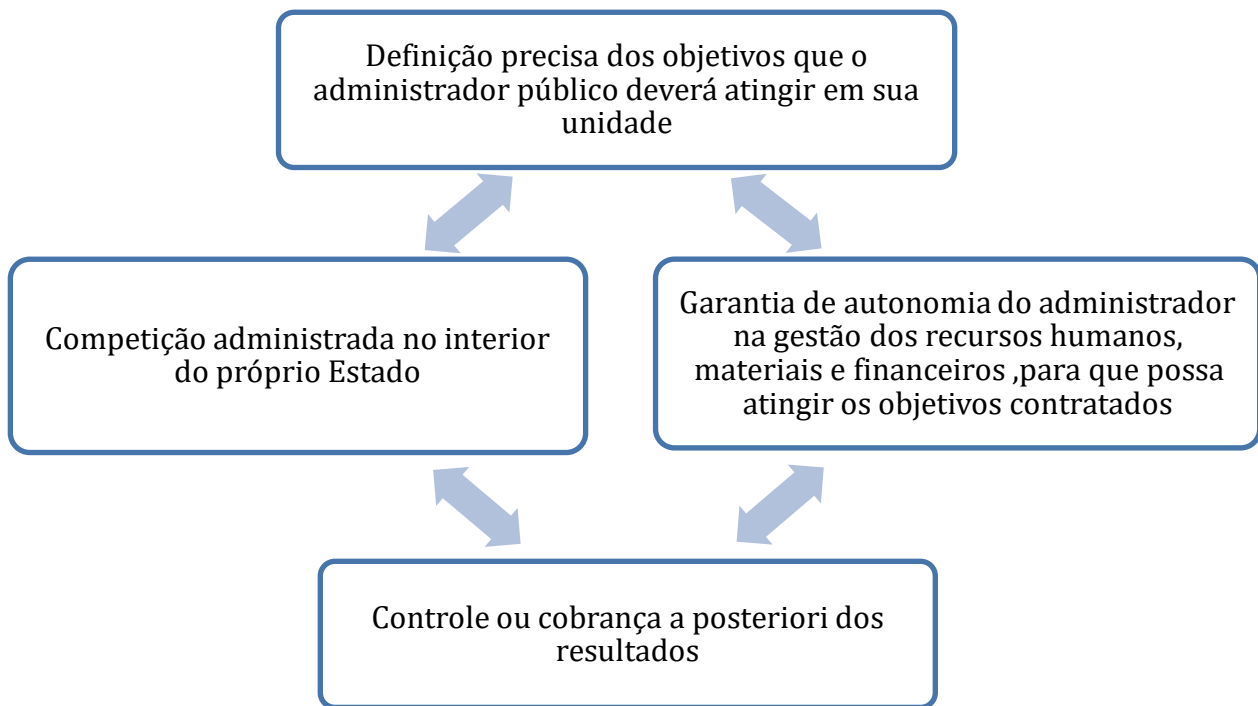 Definição precisa dos objetivos que o
administrador público deverá atingir em sua
unidade
Competição administrada no interior
do próprio Estado
Garantia de autonomia do administrador
na gestão dos recursos humanos,
materiais e financeiros ,para que possa
atingir os objetivos contratados
Controle ou cobrança a posteriori dos
resultados